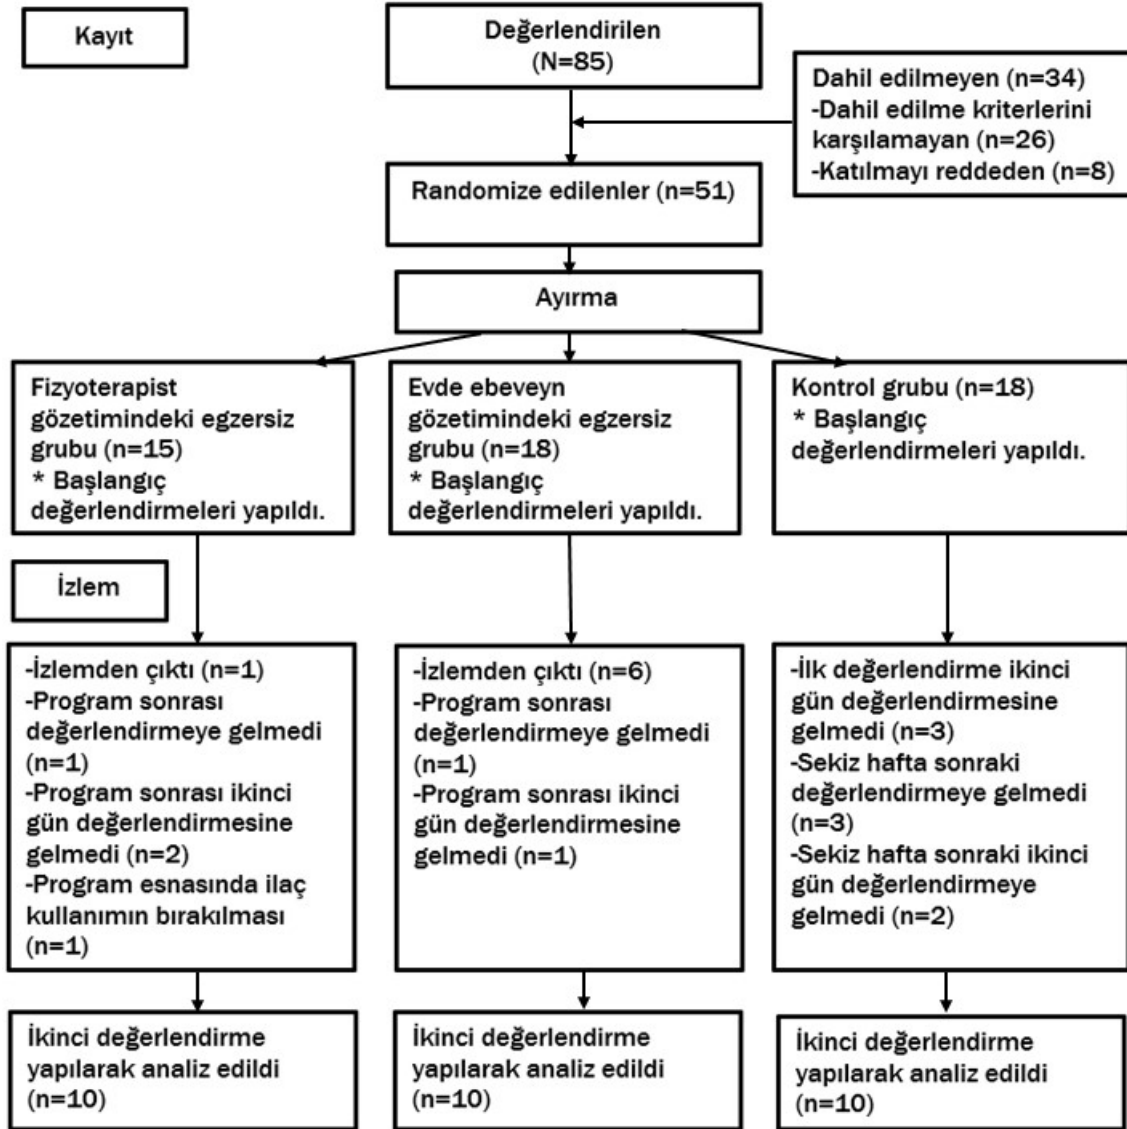 Kayıt
Değerlendirilen
(N=85)
Dahil edilmeyen (n=34)
-Dahil edilme kriterlerini
karşılamayan (n=26)
-Katılmayı reddeden (n=8)
Randomize edilenler (n=51)
Ayırma
Fizyoterapist
gözetimindeki egzersiz
grubu (n=15)
* Başlangıç
değerlendirmeleri yapıldı.
Evde ebeveyn
gözetimindeki egzersiz
grubu (n=18)
* Başlangıç
değerlendirmeleri yapıldı.
Kontrol grubu (n=18)
* Başlangıç
değerlendirmeleri yapıldı.
İzlem
-İzlemden çıktı (n=1)
-Program sonrası
değerlendirmeye gelmedi
(n=1)
-Program sonrası ikinci
gün değerlendirmesine
gelmedi (n=2)
-Program esnasında ilaç
kullanımın bırakılması
(n=1)
-İzlemden çıktı (n=6)
-Program sonrası
değerlendirmeye gelmedi
(n=1)
-Program sonrası ikinci
gün değerlendirmesine
gelmedi (n=1)
-İlk değerlendirme ikinci
gün değerlendirmesine
gelmedi (n=3)
-Sekiz hafta sonraki
değerlendirmeye gelmedi
(n=3)
-Sekiz hafta sonraki ikinci
gün değerlendirmeye
gelmedi (n=2)
İkinci değerlendirme
yapılarak analiz edildi
(n=10)
İkinci değerlendirme
yapılarak analiz edildi
(n=10)
İkinci değerlendirme
yapılarak analiz edildi
(n=10)